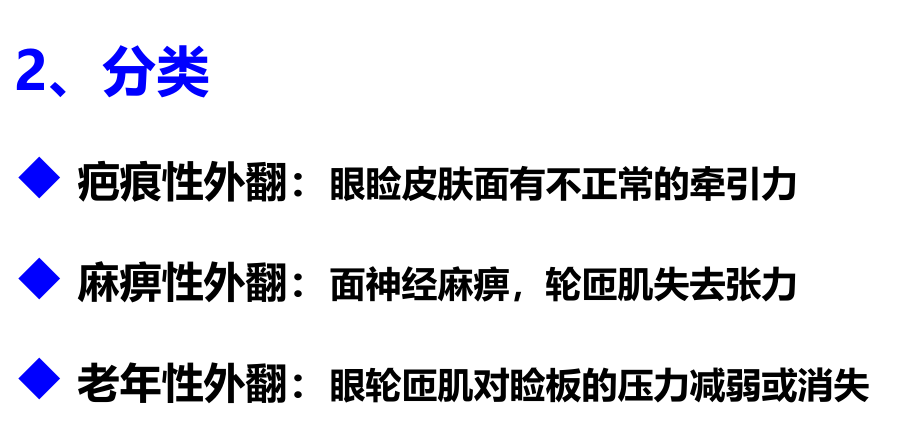 2、分类
◆ 疤痕性外翻：眼睑皮肤面有不正常的牵引力
◆ 麻痹性外翻：面神经麻痹，轮匝肌失去张力
◆ 老年性外翻：眼轮匝肌对睑板的压力减弱或消失